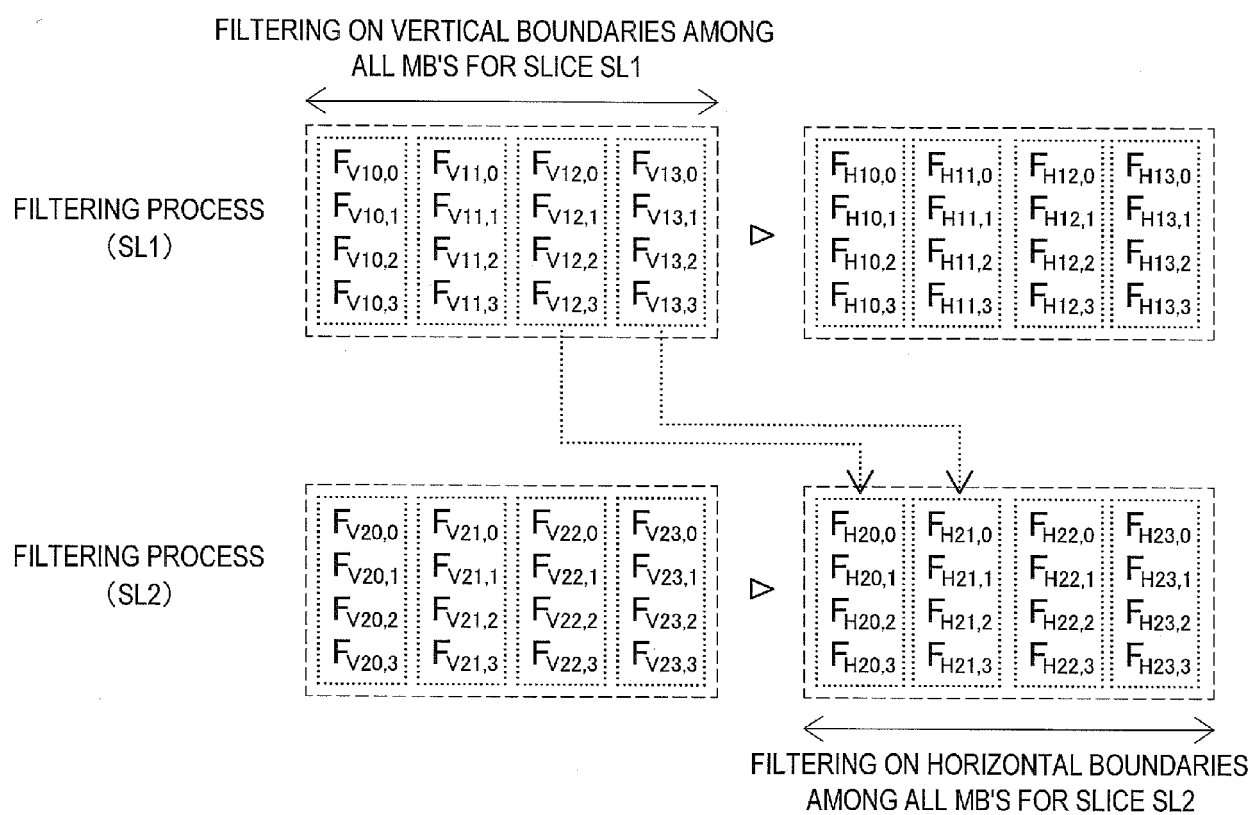 FILTERING ON VERTICAL BOUNDARIES AMONG
ALL MB'S FOR SLICE SL1
FILTERING PROCESS
(SL1)
FV10,0 FV11,0 FV12,0 FV13,0
FV10,1 FV11,1 FV12,1 FV13,1
FV10,2 FV11,2 FV12,2 FV13,2
FV10,3 FV11,3 FV12,3 FV13,3
FH10,0 FH11,0 FH12,0 FH13,0
FH10,1 FH11,1 FH12,1 FH13,1
FH10,2 FH11,2 FH12,2 FH13,2
FH10,3 FH11,3 FH12,3 FH13,3
FILTERING PROCESS
(SL2)
FV20,0 FV21,0 FV22,0 FV23,0
FV20,1 FV21,1 FV22,1 FV23,1
FV20,2 FV21,2 FV22,2 FV23,2
FV20,3 FV21,3 FV22,3 FV23,3
FH20,0 FH21,0 FH22,0 FH23,0
FH20,1 FH21,1 FH22,1 FH23,1
FH20,2 FH21,2 FH22,2 FH23,2
FH20,3 FH21,3 FH22,3 FH23,3
FILTERING ON HORIZONTAL BOUNDARIES
AMONG ALL MB'S FOR SLICE SL2